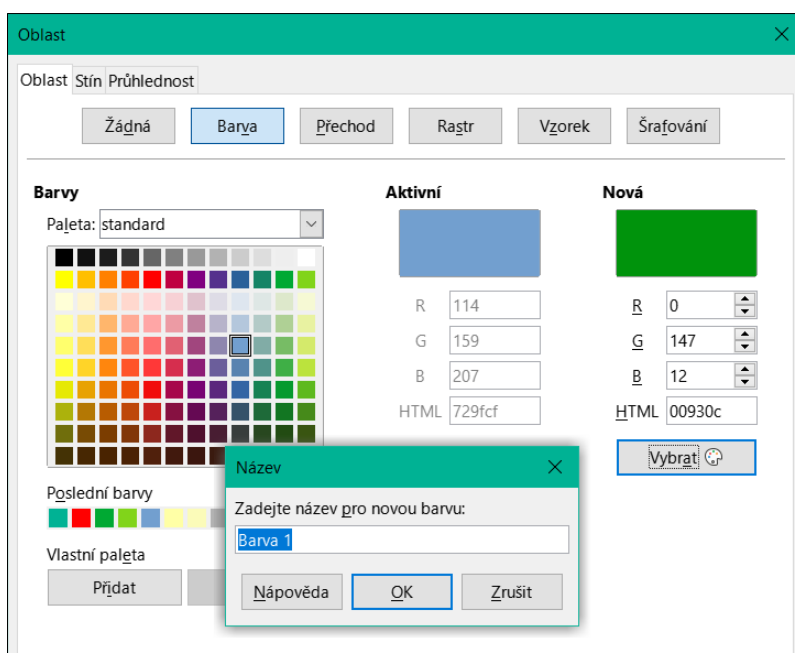 Oblast
Oblast Stín Průhlednost
Žádná Barva Přechod Rastr Vzorek Šrafování
Barvy Aktivní Nová
Paleta: standard
R 114 R 0
G 159 G 147
B 207 B 12
HTML 729fcf HTML 00930c
Vybrat
Název
Poslední barvy
Zadejte název pro novou barvu:
Barva 1
Vlastní paleta
Přidat
Nápověda OK Zrušit